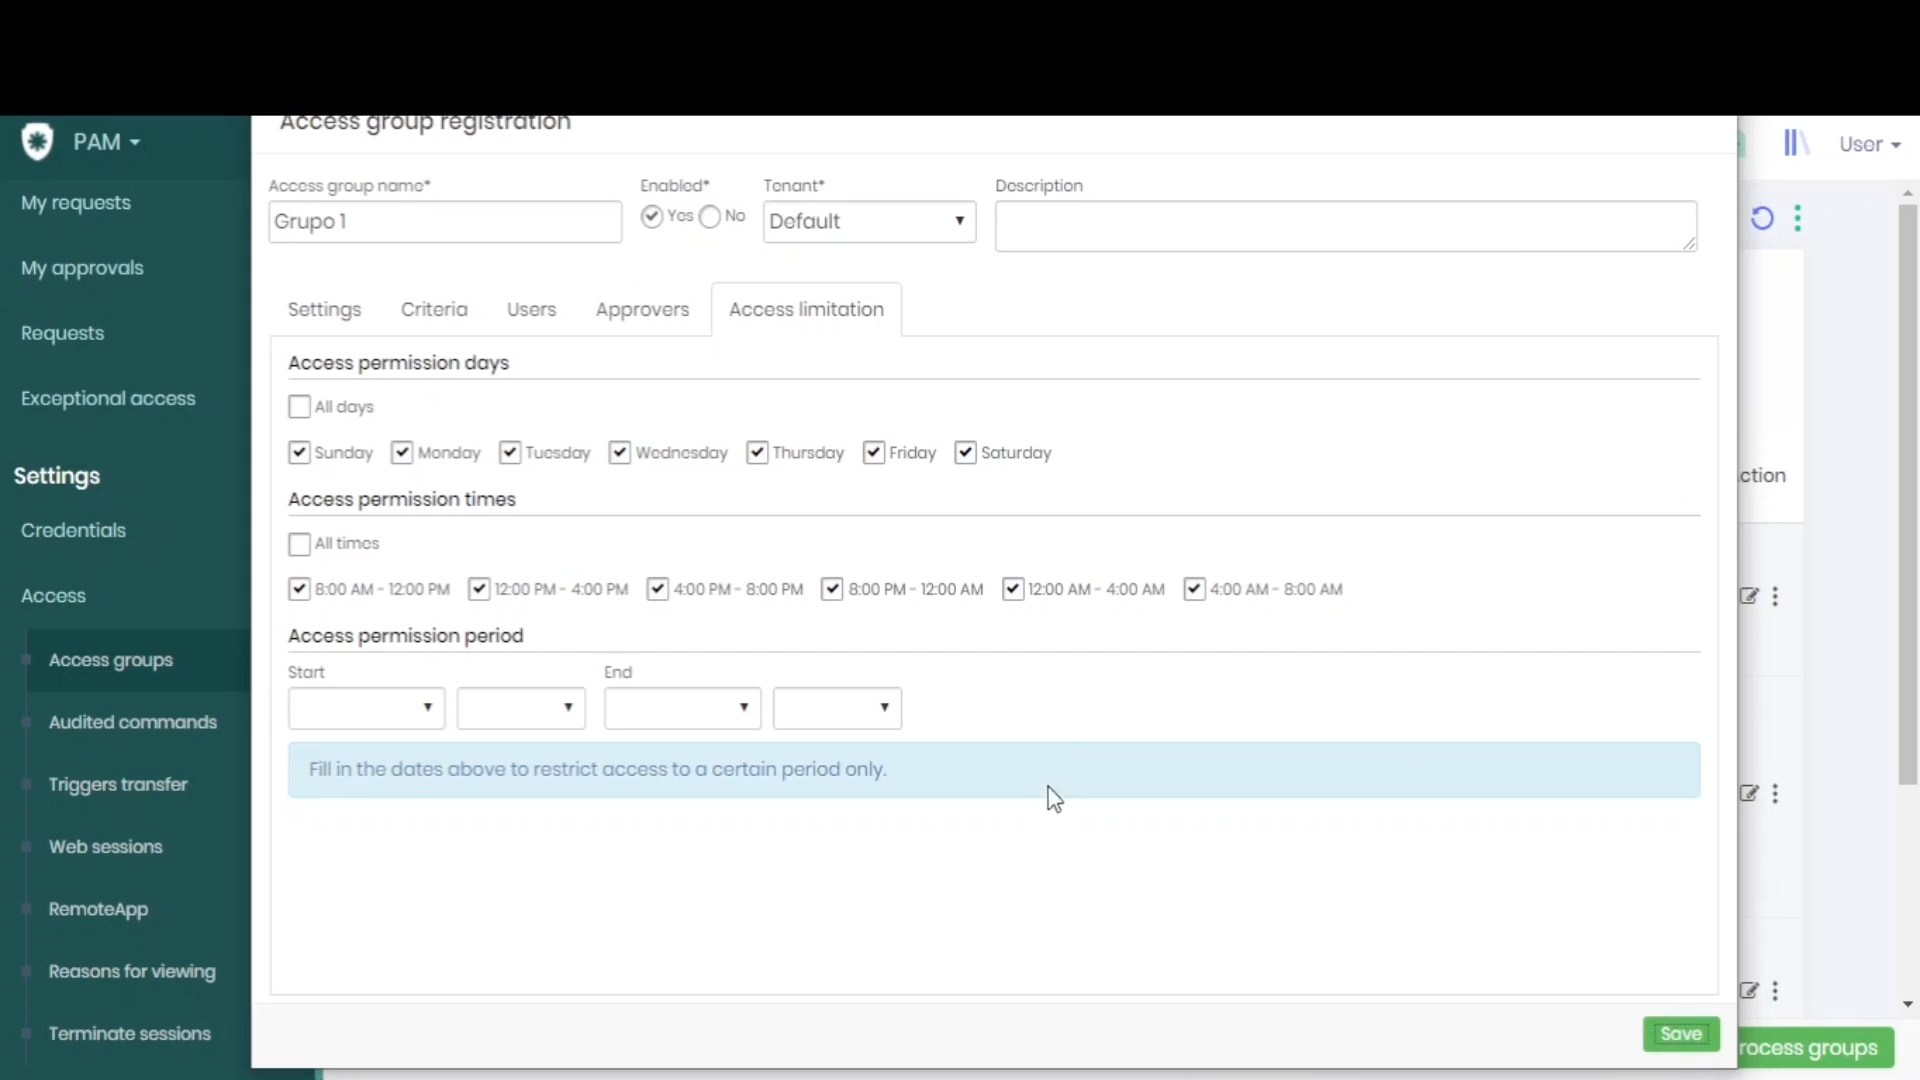 Access group registration
PAM
User
My requests
My approvals
Requests
Exceptional access
Settings
Credentials
Access
Access groups
Audited commands
Triggers transfer
Web sessions
RemoteApp
Reasons for viewing
Terminate sessions
Access group name*
Enabled*
Tenant*
Description
Grupo 1
Yes No
Default
Settings Criteria Users Approvers Access limitation
Access permission days
All days
Sunday Monday Tuesday Wednesday Thursday Friday Saturday
Access permission times
All times
8:00 AM - 12:00 PM 12:00 PM - 4:00 PM 4:00 PM - 8:00 PM 8:00 PM - 12:00 AM 12:00 AM - 4:00 AM 4:00 AM - 8:00 AM
Access permission period
Start End
Fill in the dates above to restrict access to a certain period only.
Save
ction
rocess groups